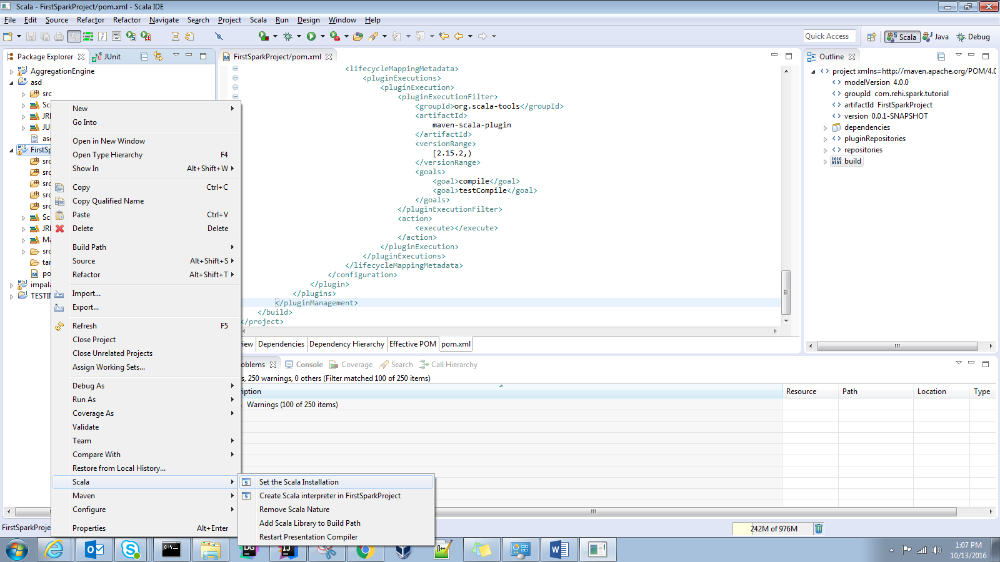 Scala - FirstSparkProject/pom.xml - Scala IDE
File Edit Source Refactor Refactor Navigate Search Project Scala Run Design Window Help
Quick Access
Scala Java Debug
Package Explorer JUnit
AggregationEngine
asd
src
Sc
JRI
JU
asd
FirstSp
src
src
src
src
src
Sca
JRI
Ma
src
tar
po
impala
TESTIN
New
Go Into
Open in New Window
Open Type Hierarchy F4
Show In Alt+Shift+W
Copy Ctrl+C
Copy Qualified Name
Paste Ctrl+V
Delete Delete
Build Path
Source Alt+Shift+S
Refactor Alt+Shift+T
Import...
Export...
Refresh F5
Close Project
Close Unrelated Projects
Assign Working Sets...
Debug As
Run As
Coverage As
Validate
Team
Compare With
Restore from Local History...
Scala
Maven
Configure
Properties Alt+Enter
Set the Scala Installation
Create Scala interpreter in FirstSparkProject
Remove Scala Nature
Add Scala Library to Build Path
Restart Presentation Compiler
FirstSparkProject/pom.xml
<lifecycleMappingMetadata>
<pluginExecutions>
<pluginExecution>
<pluginExecutionFilter>
<groupId>org.scala-tools</groupId>
<artifactId>
maven-scala-plugin
</artifactId>
<versionRange>
[2.15.2,)
</versionRange>
<goals>
<goal>compile</goal>
<goal>testCompile</goal>
</goals>
</pluginExecutionFilter>
<action>
<execute></execute>
</action>
</pluginExecution>
</pluginExecutions>
</lifecycleMappingMetadata>
</configuration>
</plugin>
</plugins>
</pluginManagement>
</build>
</project>
iew Dependencies Dependency Hierarchy Effective POM pom.xml
Outline
project xmlns=http://maven.apache.org/POM/4.0
modelVersion 4.0.0
groupId com.rehi.spark.tutorial
artifactId FirstSparkProject
version 0.0.1-SNAPSHOT
dependencies
pluginRepositories
repositories
build
oblems Console Coverage Search Call Hierarchy
s, 250 warnings, 0 others (Filter matched 100 of 250 items)
iption Resource Path Location Type
Warnings (100 of 250 items)
FirstSparkProje
242M of 976M
1:07 PM
10/13/2016